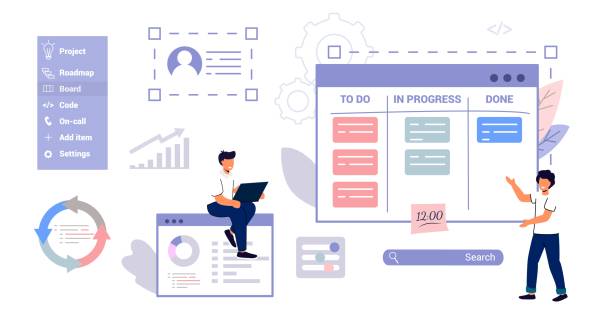 Project
Roadmap
Board
</> Code
On-call
+ Add item
Settings
</>
TO DO
IN PROGRESS
DONE
12:00
Search